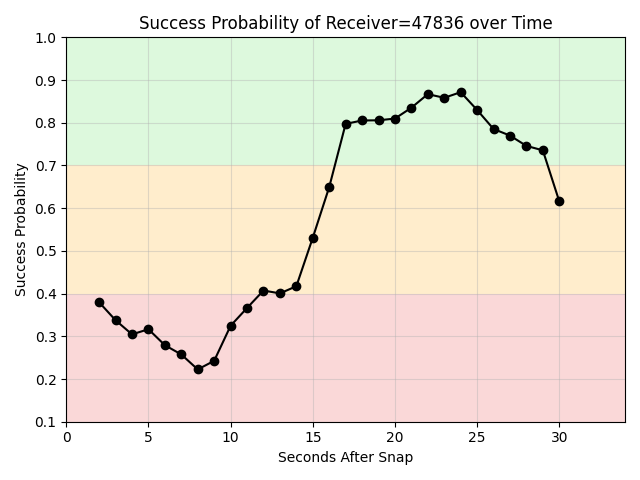 Success Probability of Receiver=47836 over Time
1.0
0.9
0.8
0.7
0.6
0.5
0.4
0.3
0.2
0.1
Success Probability
0 5 10 15 20 25 30
Seconds After Snap